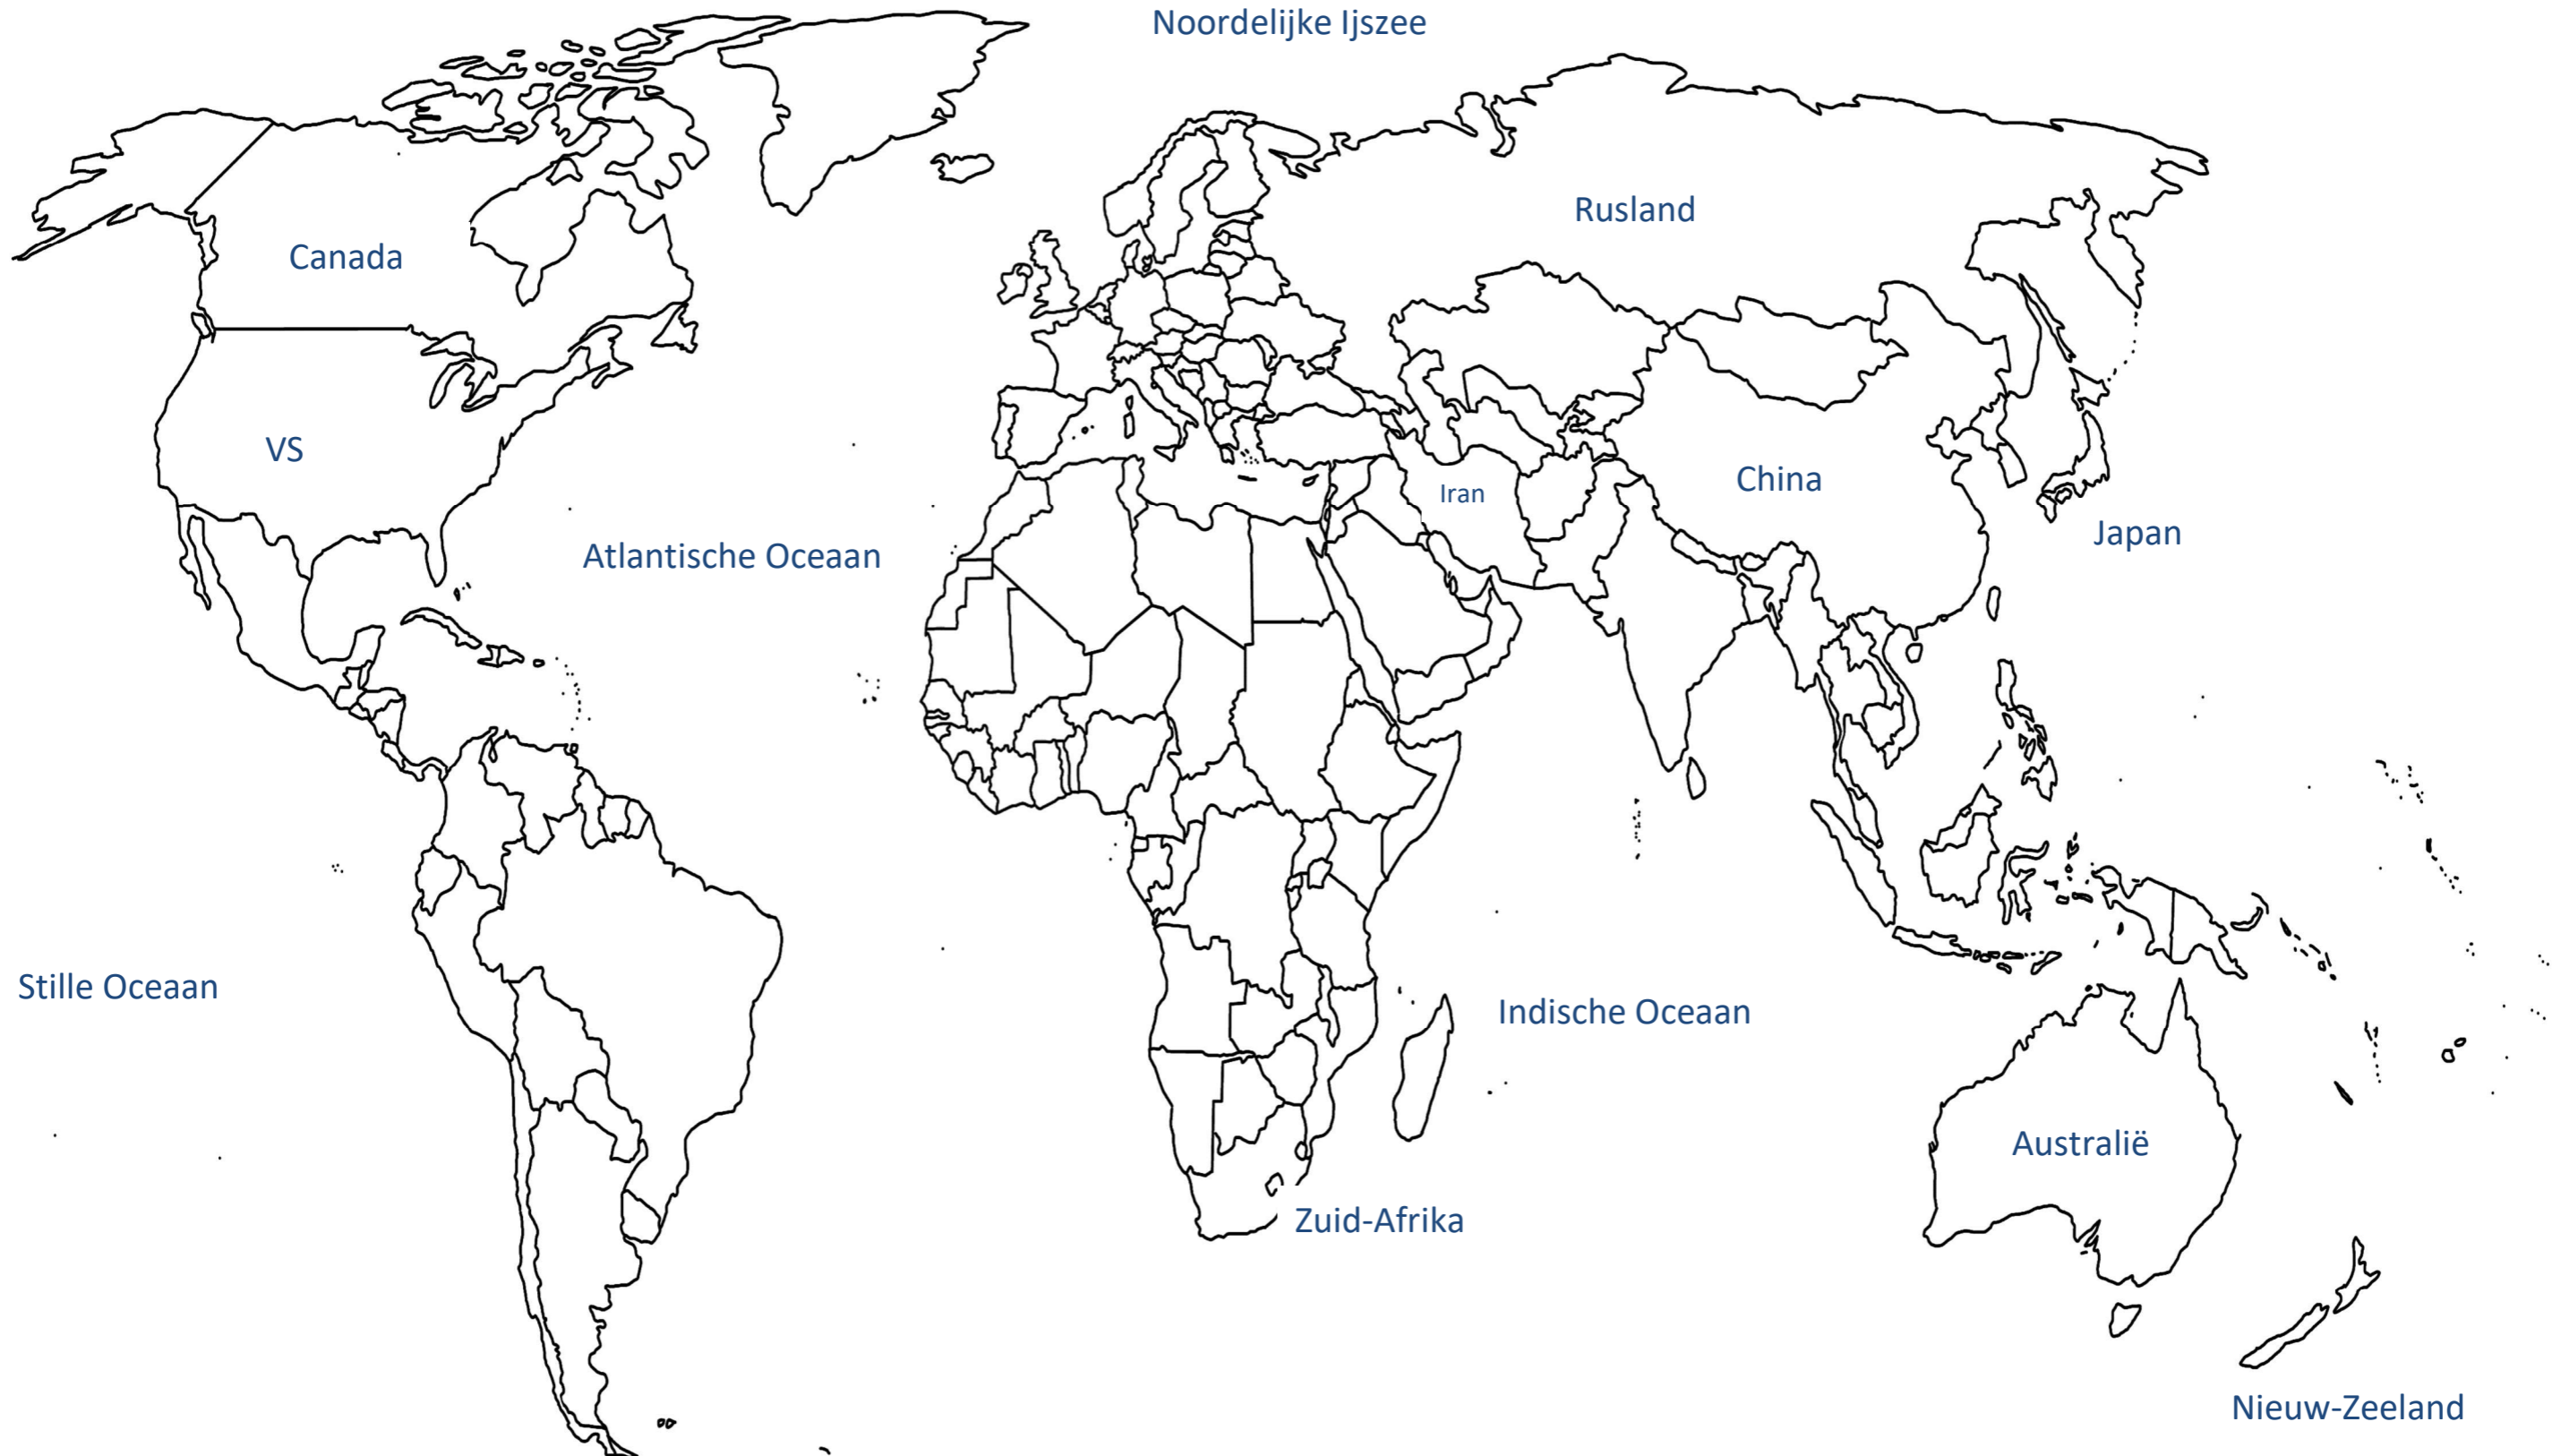 Noordelijke Ijszee
Rusland
Canada
VS
China
Iran
Japan
Atlantische Oceaan
Stille Oceaan
Indische Oceaan
Australië
Zuid-Afrika
Nieuw-Zeeland